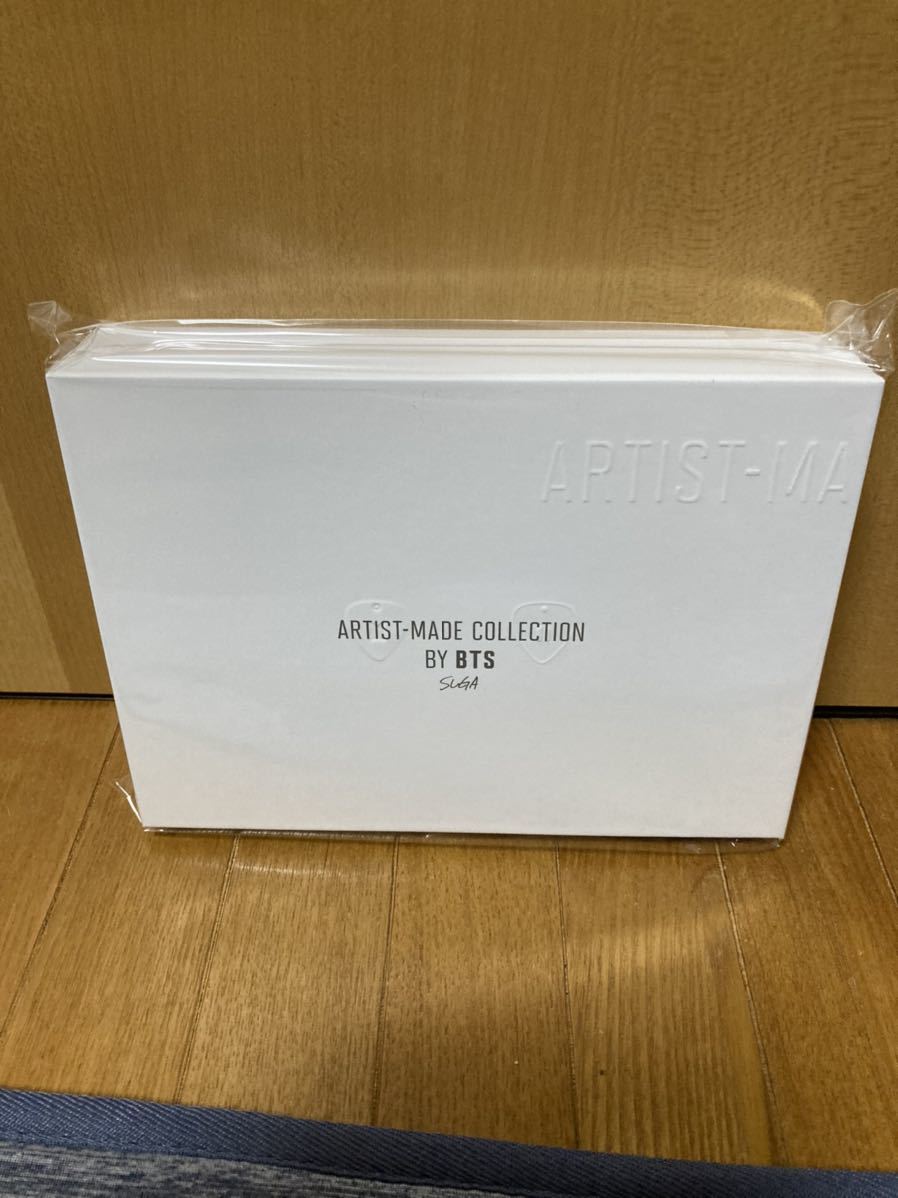 ARTIST-MA
ARTIST-MADE COLLECTION
BY BTS
SUGA